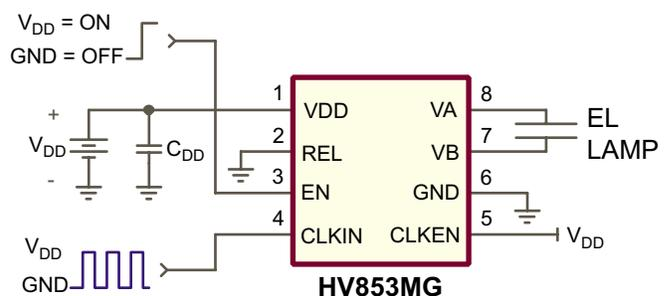 VDD = ON
GND = OFF
+
VDD
-
CDD
1
VDD
2
REL
3
EN
4
CLKIN
VA
8
VB
7
GND
6
CLKEN
5
EL
LAMP
VDD
VDD
GND
HV853MG